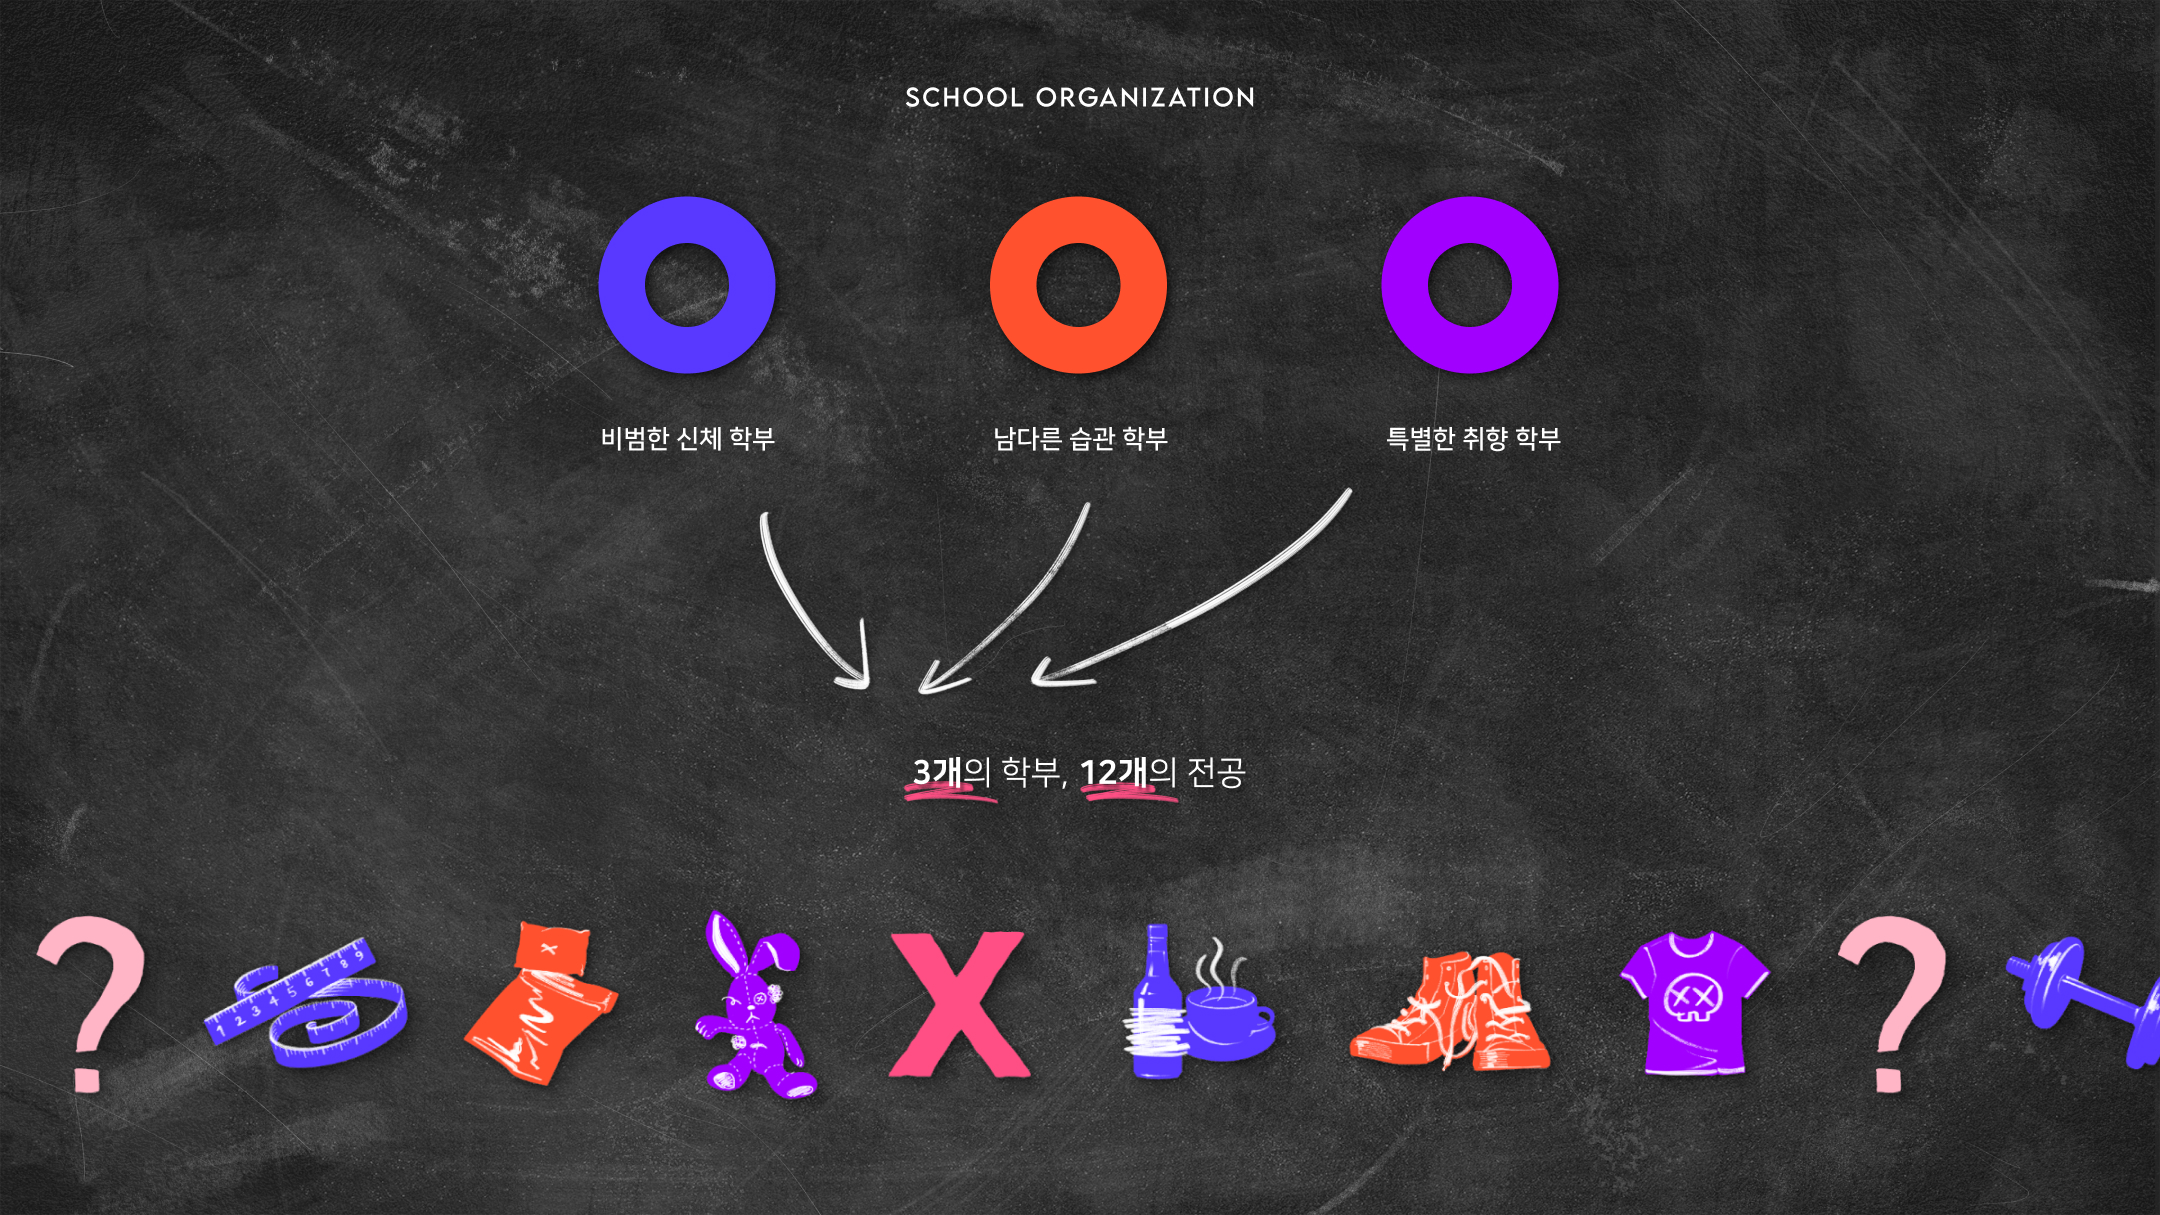 SCHOOL ORGANIZATION
비범한 신체 학부
남다른 습관 학부
특별한 취향 학부
3개의 학부, 12개의 전공
?
1 2 3 4 5 6 7 8 9
X
?